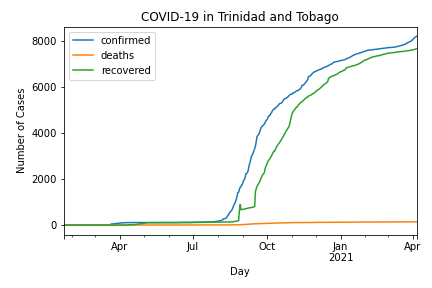 COVID-19 in Trinidad and Tobago
confirmed
deaths
recovered
Number of Cases
8000
6000
4000
2000
0
Apr
Jul
Oct
Jan
2021
Apr
Day